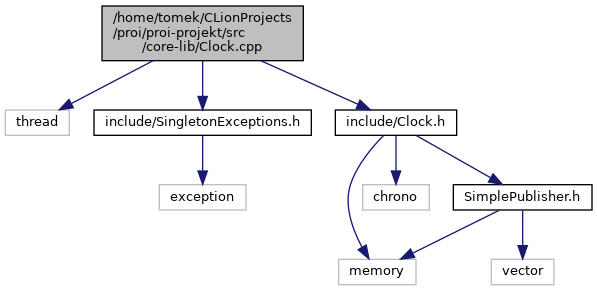 /home/tomek/CLionProjects
/proi/proi-projekt/src
/core-lib/Clock.cpp
thread
include/SingletonExceptions.h
include/Clock.h
exception
chrono
SimplePublisher.h
memory
vector